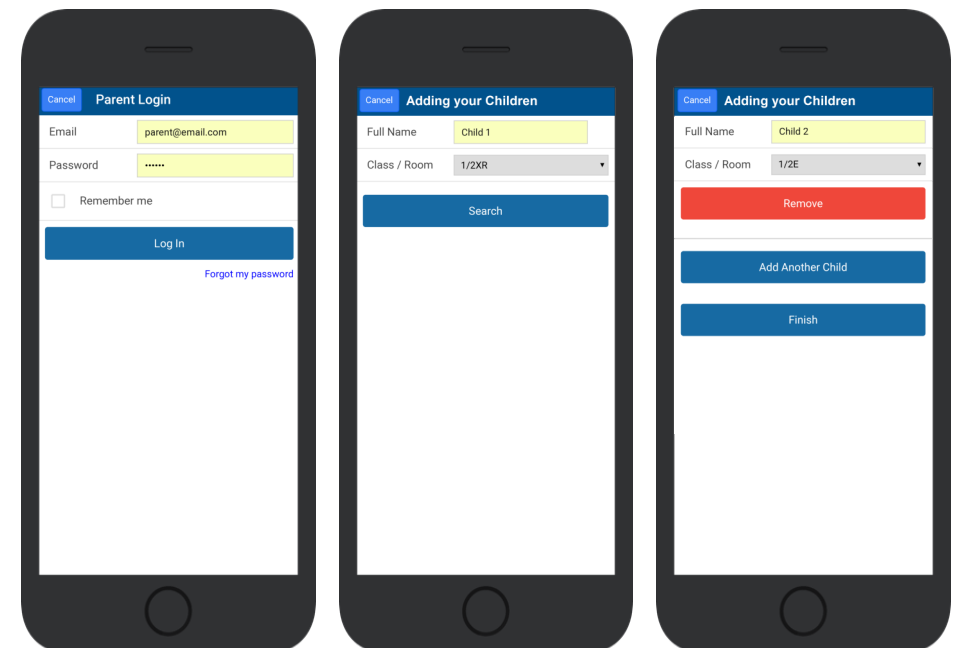 Cancel Parent Login
Email parent@email.com
Password ••••••
Remember me
Log In
Forgot my password
Cancel Adding your Children
Full Name Child 1
Class / Room 1/2XR
Search
Cancel Adding your Children
Full Name Child 2
Class / Room 1/2E
Remove
Add Another Child
Finish